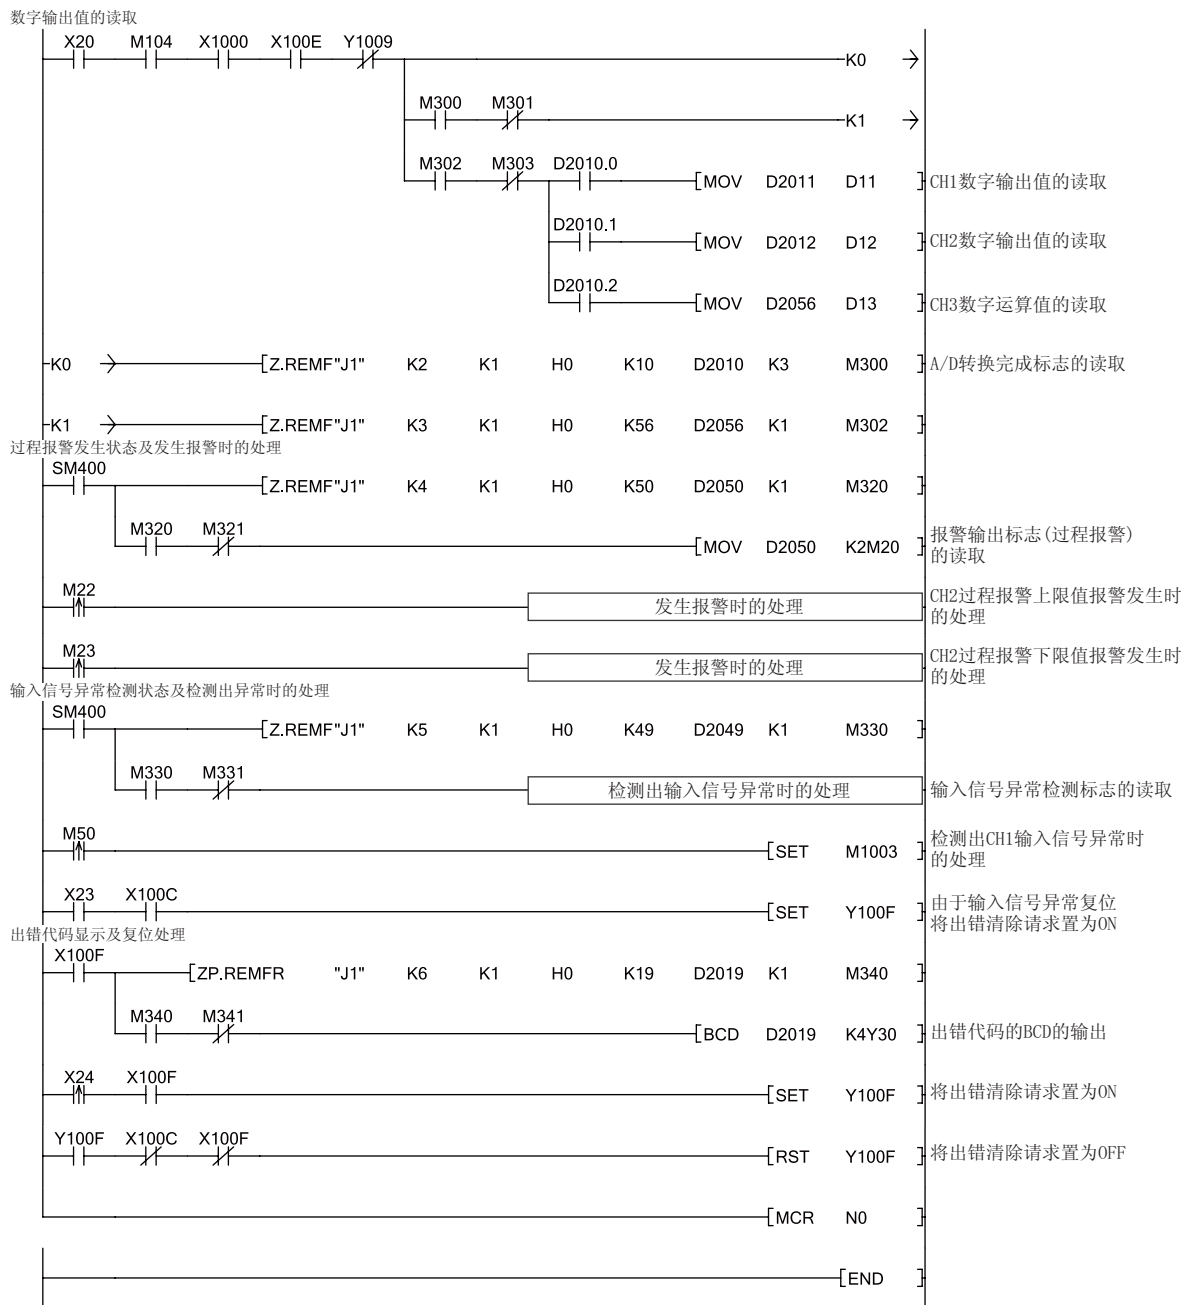 数字输出值的读取
X20 M104 X1000 X100E Y1009
K0
M300 M301
K1
M302 M303 D2010.0
MOV D2011 D11 CH1数字输出值的读取
D2010.1
MOV D2012 D12 CH2数字输出值的读取
D2010.2
MOV D2056 D13 CH3数字运算值的读取
K0 Z.REMF"J1" K2 K1 H0 K10 D2010 K3 M300 A/D转换完成标志的读取
K1 Z.REMF"J1" K3 K1 H0 K56 D2056 K1 M302
过程报警发生状态及发生报警时的处理
SM400
Z.REMF"J1" K4 K1 H0 K50 D2050 K1 M320
M320 M321
MOV D2050 K2M20 报警输出标志(过程报警)
的读取
M22
发生报警时的处理 CH2过程报警上限值报警发生时
的处理
M23
发生报警时的处理 CH2过程报警下限值报警发生时
的处理
输入信号异常检测状态及检测出异常时的处理
SM400
Z.REMF"J1" K5 K1 H0 K49 D2049 K1 M330
M330 M331
检测出输入信号异常时的处理 输入信号异常检测标志的读取
M50
SET M1003 检测出CH1输入信号异常时
的处理
X23 X100C
SET Y100F 由于输入信号异常复位
将出错清除请求置为ON
出错代码显示及复位处理
X100F
ZP.REMFR "J1" K6 K1 H0 K19 D2019 K1 M340
M340 M341
BCD D2019 K4Y30 出错代码的BCD的输出
X24 X100F
SET Y100F 将出错清除请求置为ON
Y100F X100C X100F
RST Y100F 将出错清除请求置为OFF
MCR N0
END